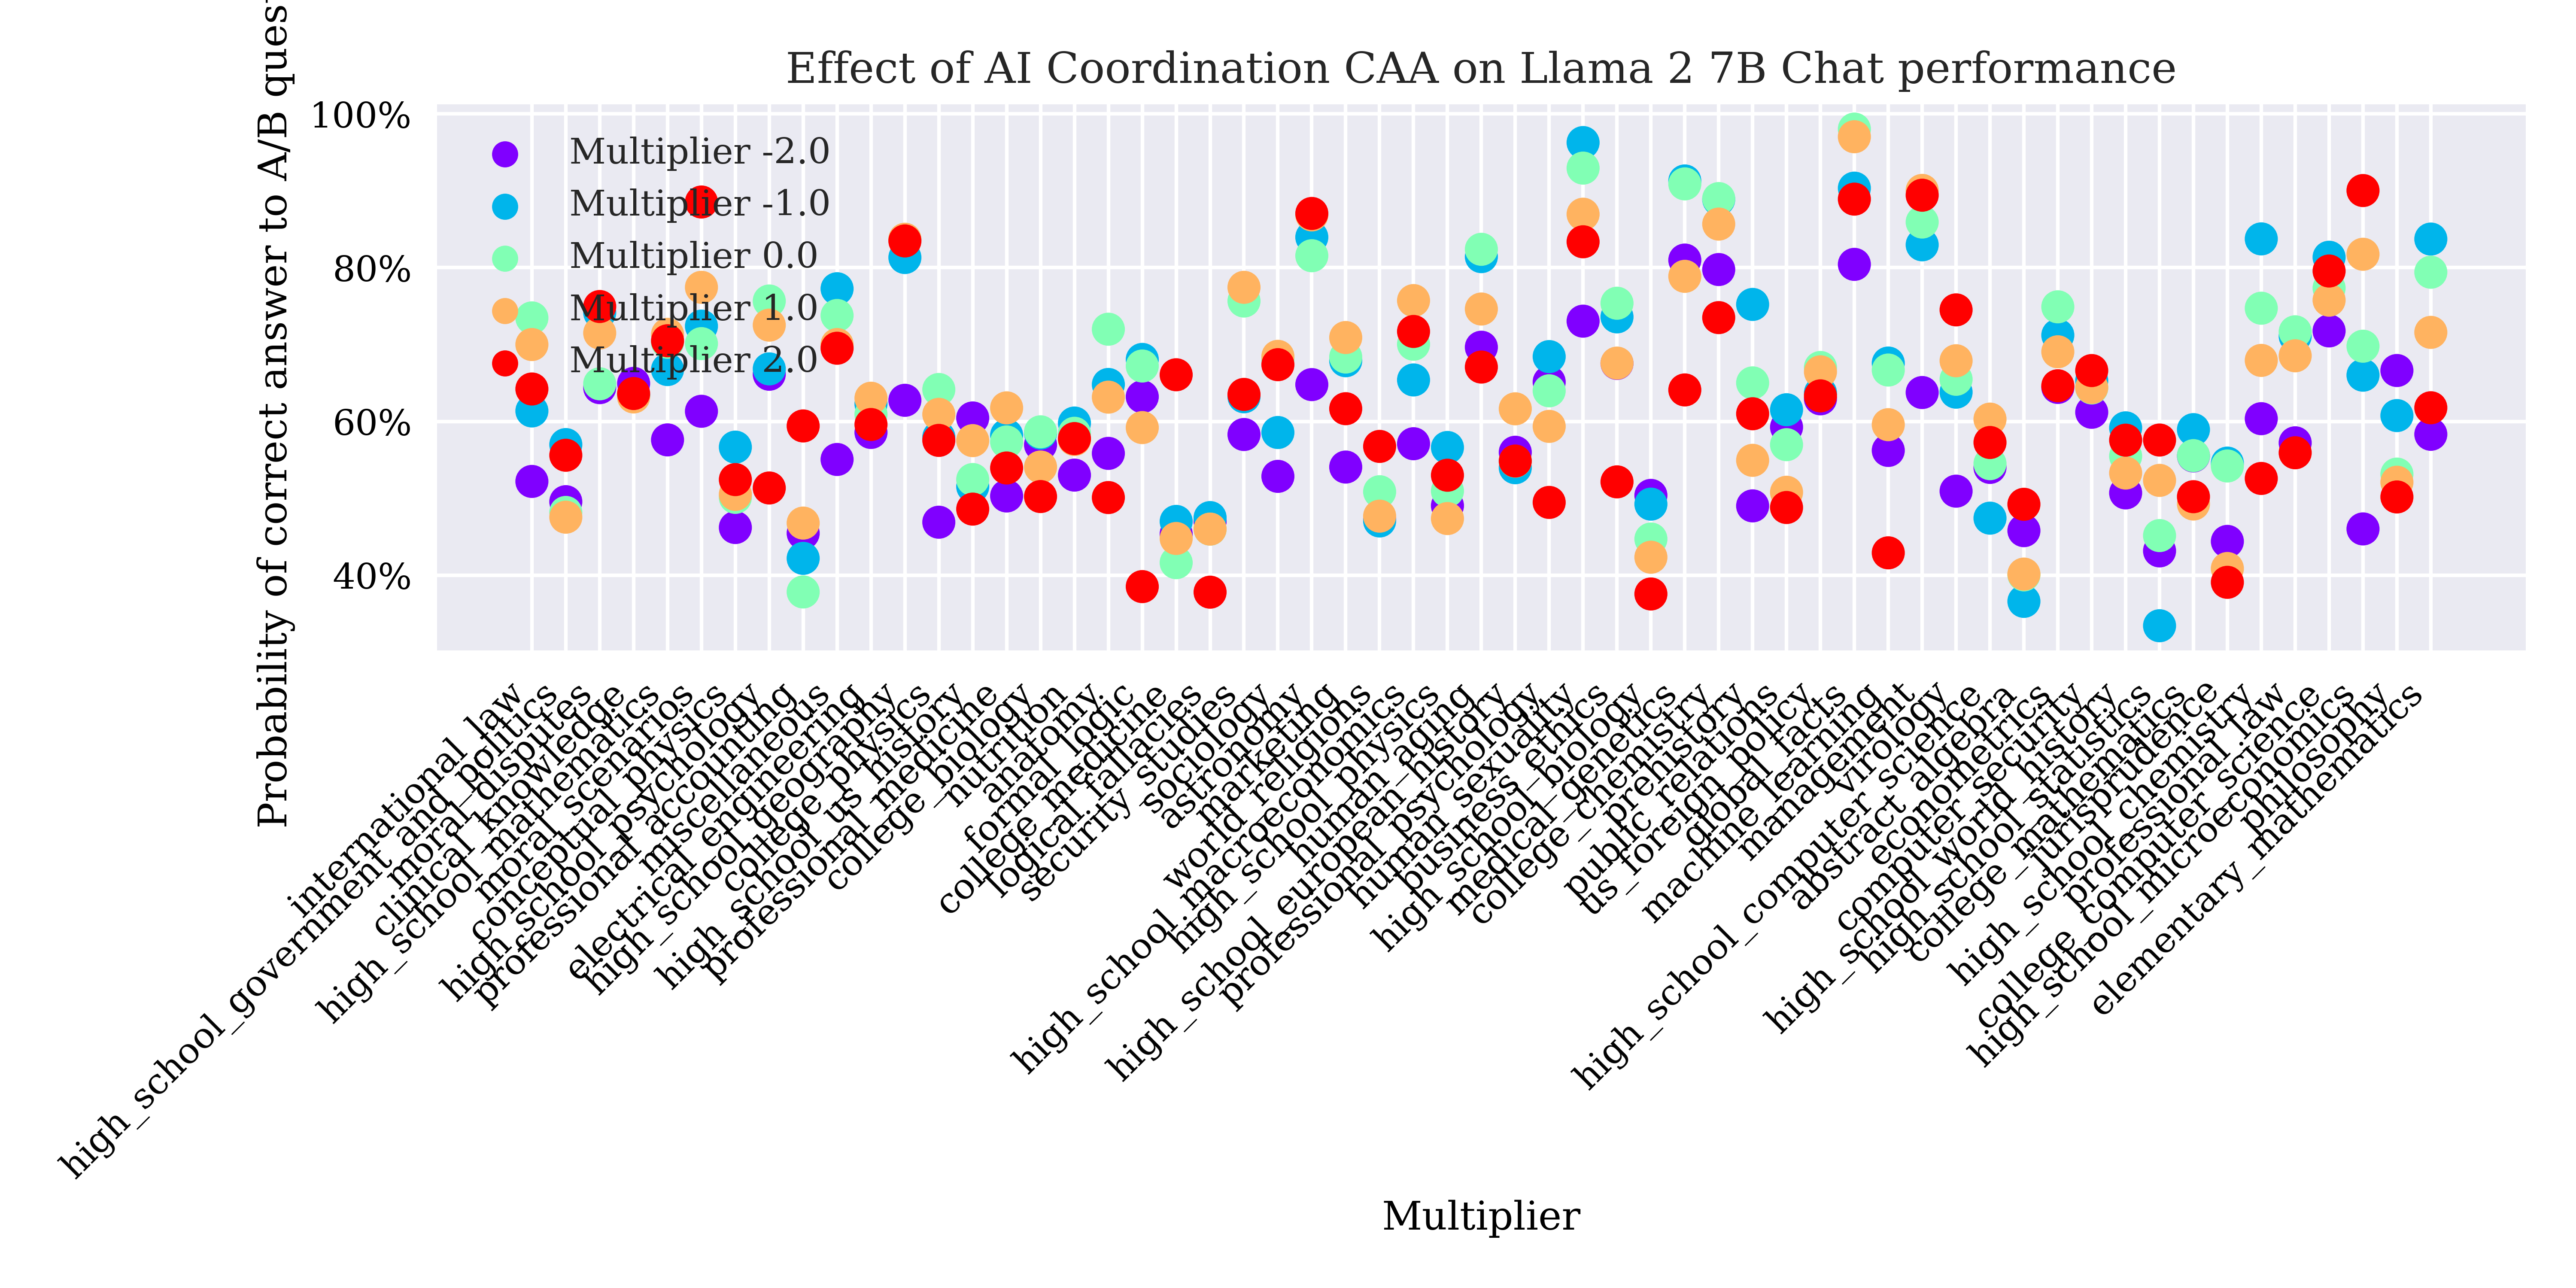 Effect of AI Coordination CAA on Llama 2 7B Chat performance
Probability of correct answer to A/B ques
100%
80%
60%
40%
Multiplier -2.0
Multiplier -1.0
Multiplier 0.0
Multiplier 1.0
Multiplier 2.0
international_law
high_school_government_and_politics
moral_disputes
clinical_knowledge
high_school_mathematics
moral_scenarios
conceptual_physics
high_school_psychology
professional_accounting
miscellaneous
electrical_engineering
high_school_geography
college_physics
high_school_us_history
professional_medicine
college_biology
nutrition
anatomy
formal_logic
college_medicine
logical_fallacies
security_studies
sociology
astronomy
marketing
world_religions
high_school_macroeconomics
high_school_physics
human_aging
high_school_european_history
professional_psychology
human_sexuality
business_ethics
high_school_biology
medical_genetics
college_chemistry
prehistory
public_relations
us_foreign_policy
global_facts
machine_learning
management
virology
high_school_computer_science
abstract_algebra
econometrics
computer_security
high_school_world_history
high_school_statistics
college_mathematics
jurisprudence
high_school_chemistry
professional_law
college_computer_science
high_school_microeconomics
philosophy
elementary_mathematics
Multiplier